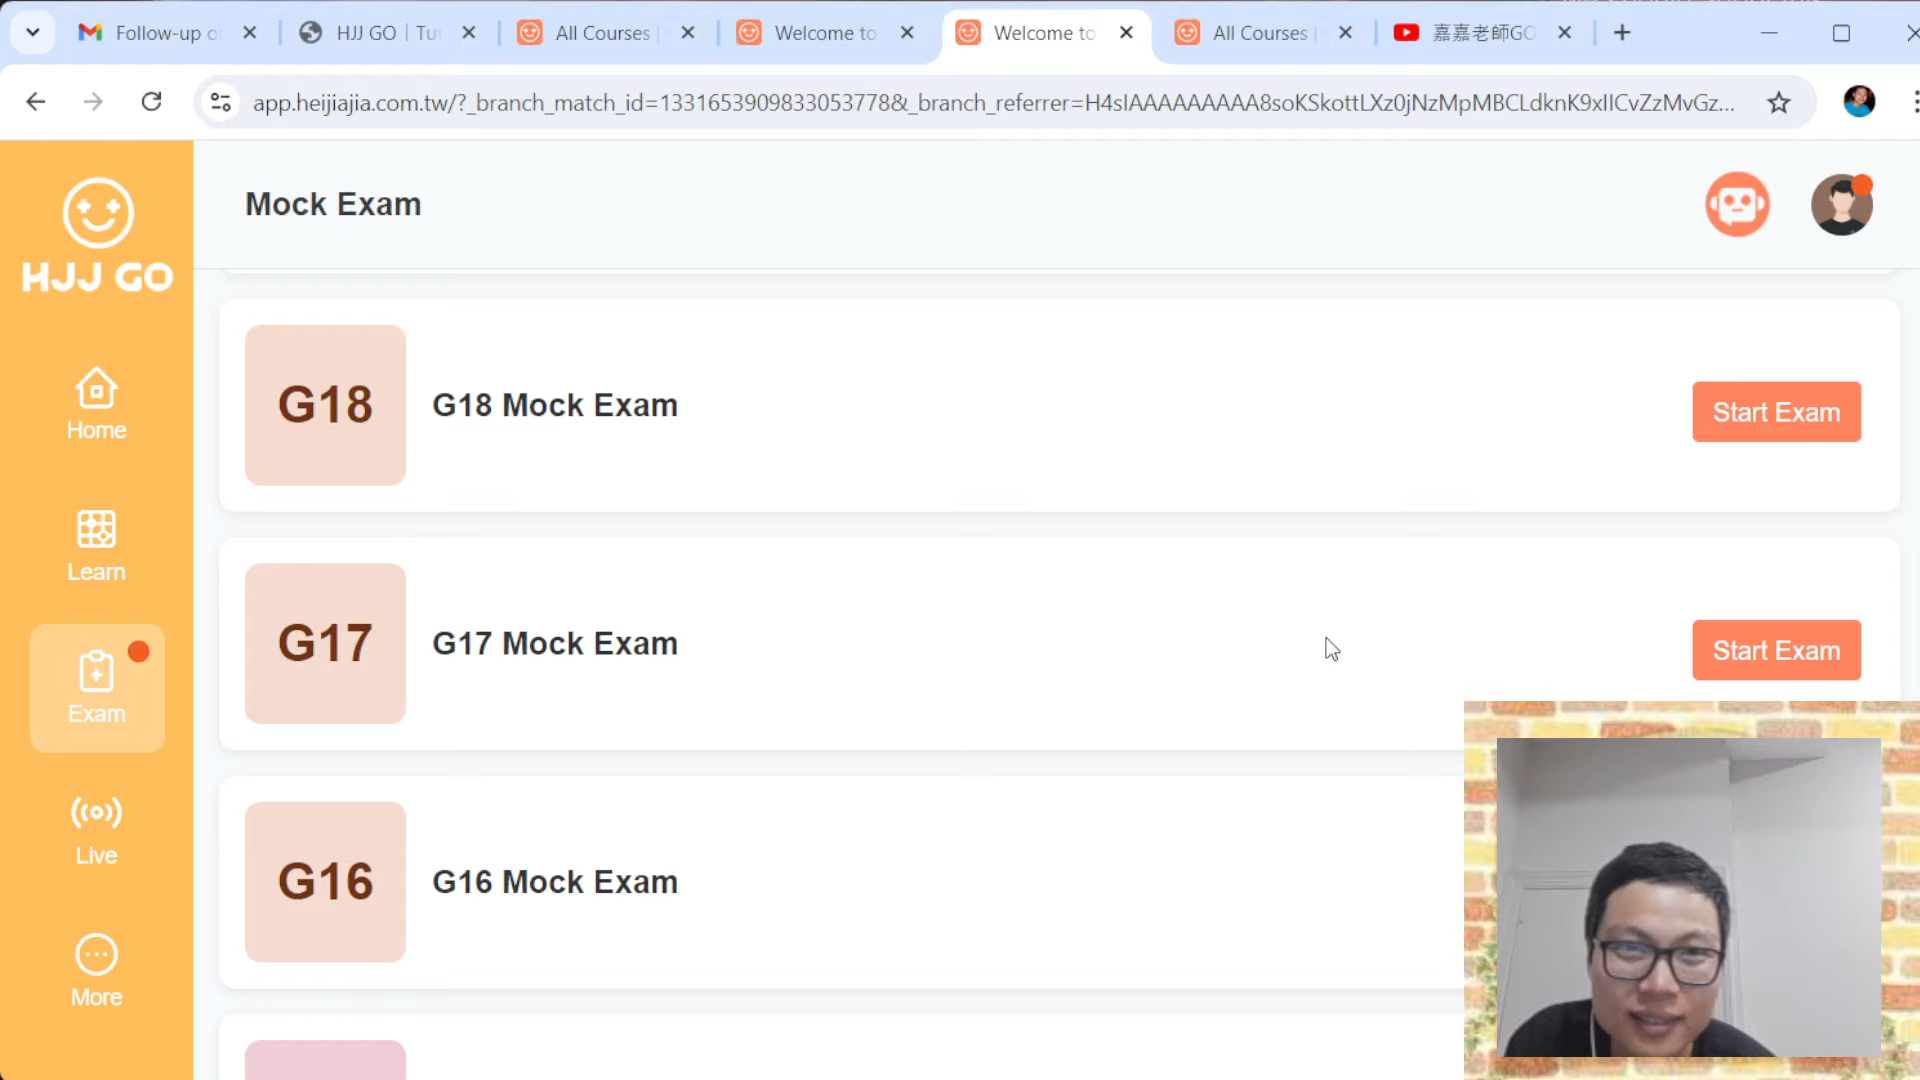 Follow-up o
HJJ GO | Tut
All Courses |
Welcome to
Welcome to
All Courses |
嘉嘉老師GO
app.heijiajia.com.tw/?_branch_match_id=1331653909833053778&_branch_referrer=H4sIAAAAAAAAA8soKSkottLXz0jNzMpMBCLdknK9xIICvZzMvGz...
HJJ GO
Mock Exam
Home
Learn
Exam
Live
More
G18
G18 Mock Exam
Start Exam
G17
G17 Mock Exam
Start Exam
G16
G16 Mock Exam